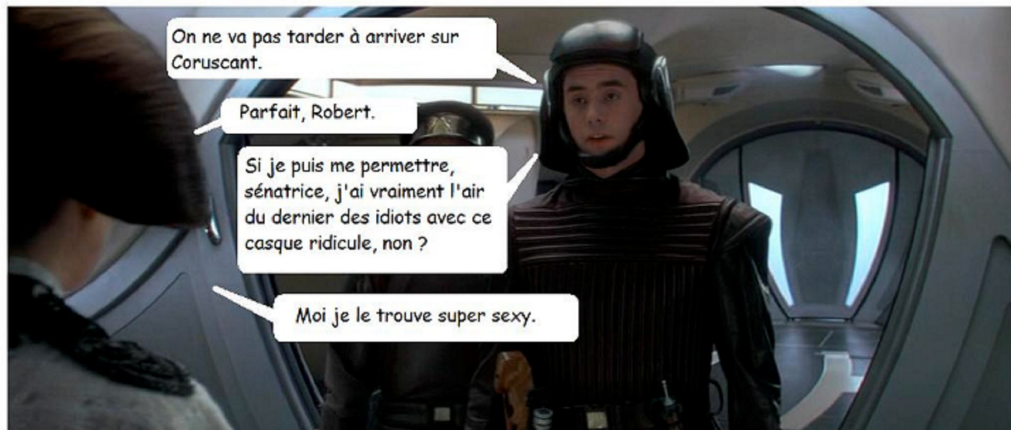 On ne va pas tarder à arriver sur
Coruscant.
Parfait, Robert.
Si je puis me permettre,
sénatrice, j'ai vraiment l'air
du dernier des idiots avec ce
casque ridicule, non ?
Moi je le trouve super sexy.